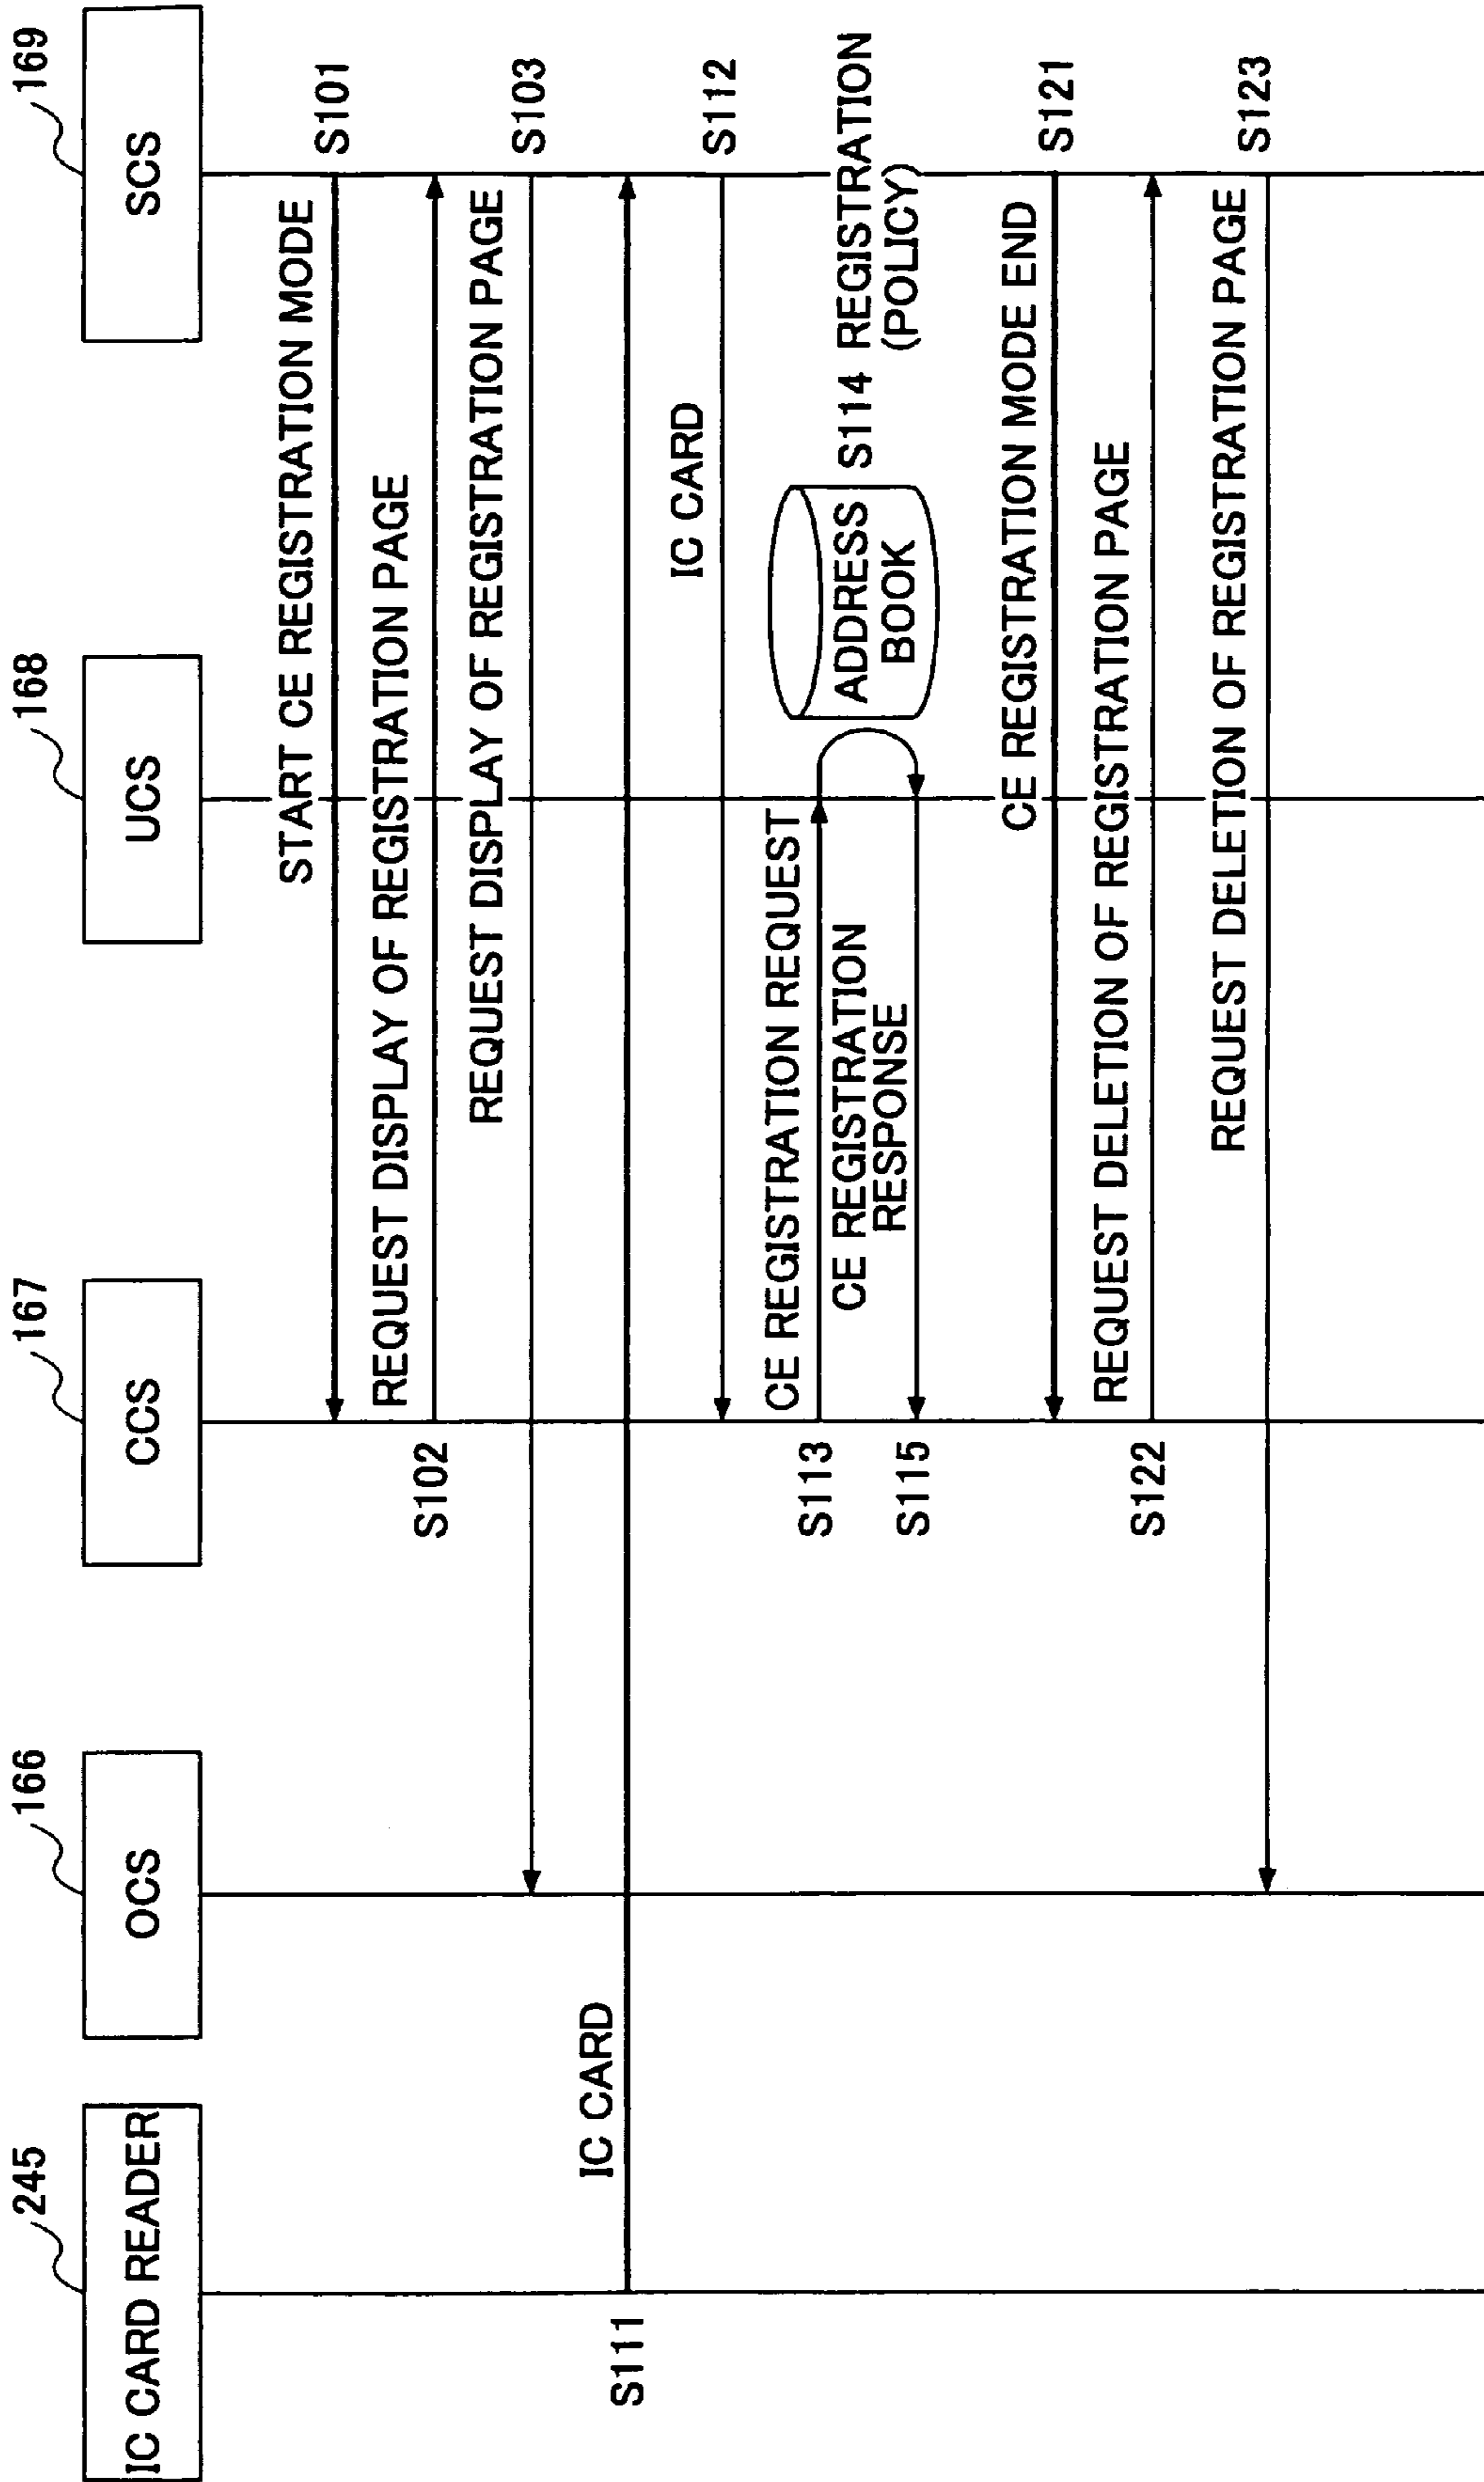 245
166
167
168
169
IC CARD READER
OCS
CCS
UCS
SCS
START CE REGISTRATION MODE
S101
REQUEST DISPLAY OF REGISTRATION PAGE
S102
REQUEST DISPLAY OF REGISTRATION PAGE
S103
IC CARD
S111
IC CARD
S112
CE REGISTRATION REQUEST
S113
ADDRESS
BOOK
S114 REGISTRATION
(POLICY)
CE REGISTRATION
RESPONSE
S115
CE REGISTRATION MODE END
S121
REQUEST DELETION OF REGISTRATION PAGE
S122
REQUEST DELETION OF REGISTRATION PAGE
S123